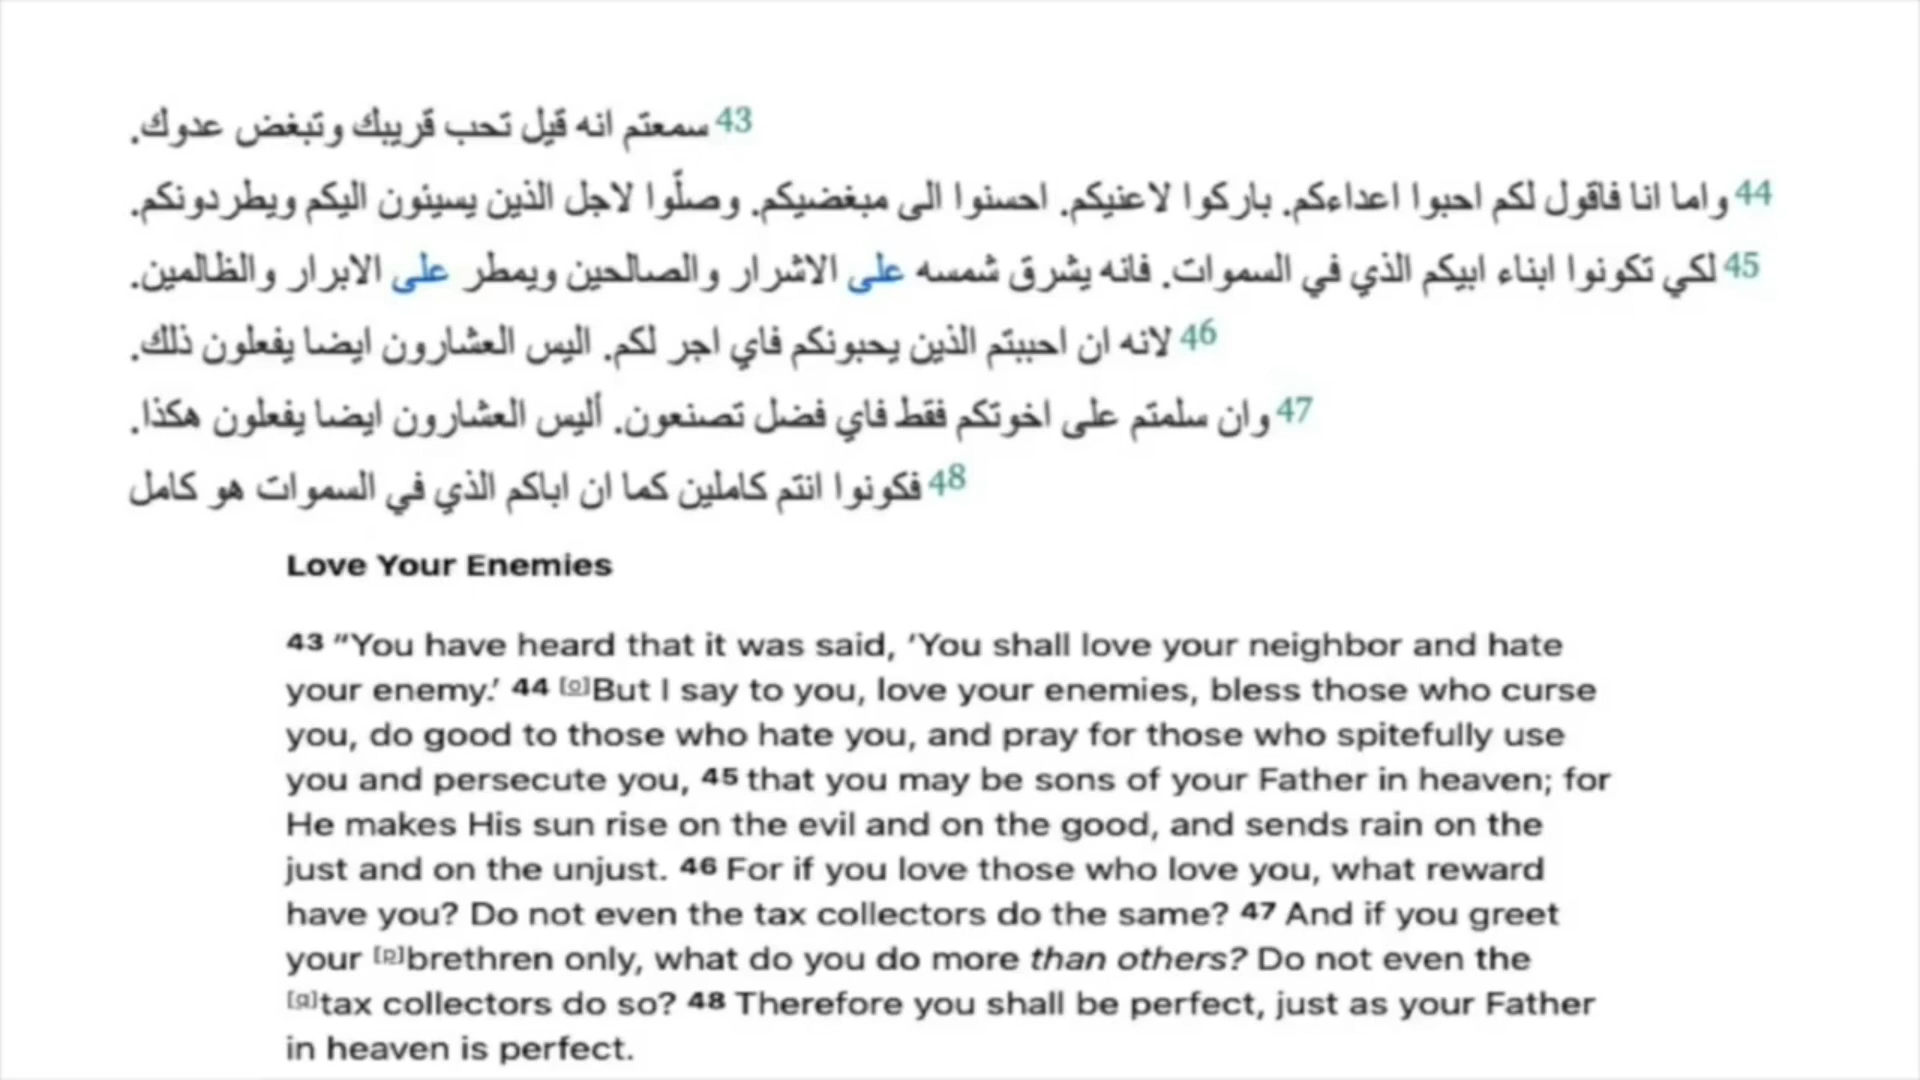 43 سمعتم انه قيل تحب قريبك وتبغض عدوك.
44 واما انا فاقول لكم احبوا اعداءكم. باركوا لاعنيكم. احسنوا الى مبغضيكم. وصلّوا لاجل الذين يسيئون اليكم ويطردونكم.
45 لكي تكونوا ابناء ابيكم الذي في السموات. فانه يشرق شمسه على الاشرار والصالحين ويمطر على الابرار والظالمين.
46 لانه ان احببتم الذين يحبونكم فاي اجر لكم. اليس العشارون ايضا يفعلون ذلك.
47 وان سلمتم على اخوتكم فقط فاي فضل تصنعون. أليس العشارون ايضا يفعلون هكذا.
48 فكونوا انتم كاملين كما ان اباكم الذي في السموات هو كامل
Love Your Enemies
43 “You have heard that it was said, ‘You shall love your neighbor and hate
your enemy.’ 44 [o]But I say to you, love your enemies, bless those who curse
you, do good to those who hate you, and pray for those who spitefully use
you and persecute you, 45 that you may be sons of your Father in heaven; for
He makes His sun rise on the evil and on the good, and sends rain on the
just and on the unjust. 46 For if you love those who love you, what reward
have you? Do not even the tax collectors do the same? 47 And if you greet
your [p]brethren only, what do you do more than others? Do not even the
[q]tax collectors do so? 48 Therefore you shall be perfect, just as your Father
in heaven is perfect.